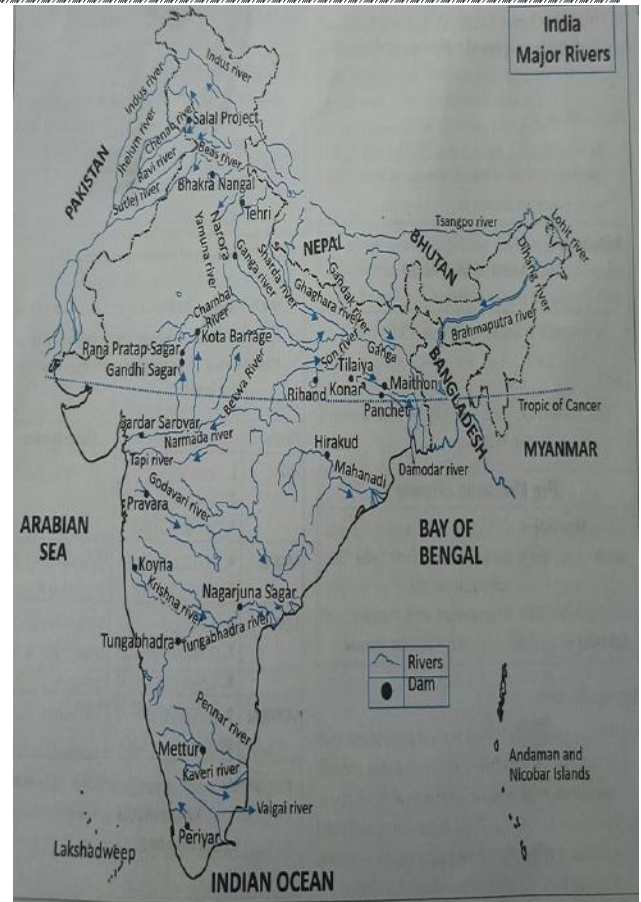 India
Major Rivers
Indus river
Indus river
Jhelum river
Chenab river
Salal Project
Ravi river
Beas river
Sutlej river
Bhakra Nangal
PAKISTAN
Tehri
Narora
Yamuna river
Ganga river
Sharda river
NEPAL
Ghaghara river
Gandak river
BHUTAN
Tsangpo river
Lohit river
Dihang river
Brahmaputra river
Chambal
River
Kota Barrage
Rana Pratap Sagar
Gandhi Sagar
Betwa River
Son river
Ganga
Tilaiya
Rihand
Konar
Maithon
Panchet
BANGLADESH
Tropic of Cancer
Sardar Sarovar
Narmada river
Tapi river
Hirakud
Mahanadi
Damodar river
MYANMAR
Godavari river
Pravara
ARABIAN
SEA
BAY OF
BENGAL
Koyna
Krishna river
Nagarjuna Sagar
Tungabhadra
Tungabhadra river
Rivers
Dam
Pennar river
Mettur
Kaveri river
Vaigai river
Periyar
Andaman and
Nicobar Islands
Lakshadweep
INDIAN OCEAN